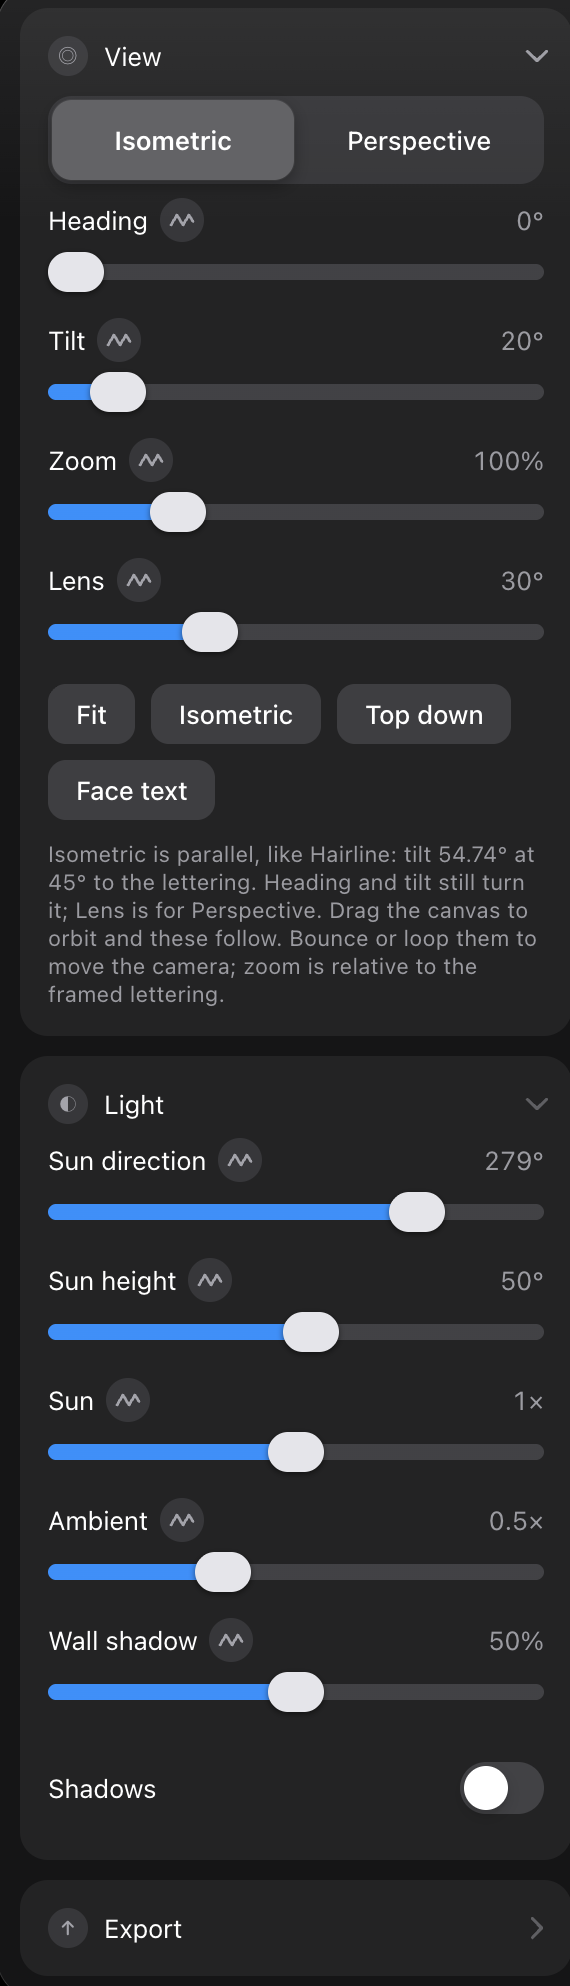 View
Isometric
Perspective
Heading
0°
Tilt
20°
Zoom
100%
Lens
30°
Fit
Isometric
Top down
Face text
Isometric is parallel, like Hairline: tilt 54.74° at
45° to the lettering. Heading and tilt still turn
it; Lens is for Perspective. Drag the canvas to
orbit and these follow. Bounce or loop them to
move the camera; zoom is relative to the
framed lettering.
Light
Sun direction
279°
Sun height
50°
Sun
1×
Ambient
0.5×
Wall shadow
50%
Shadows
Export